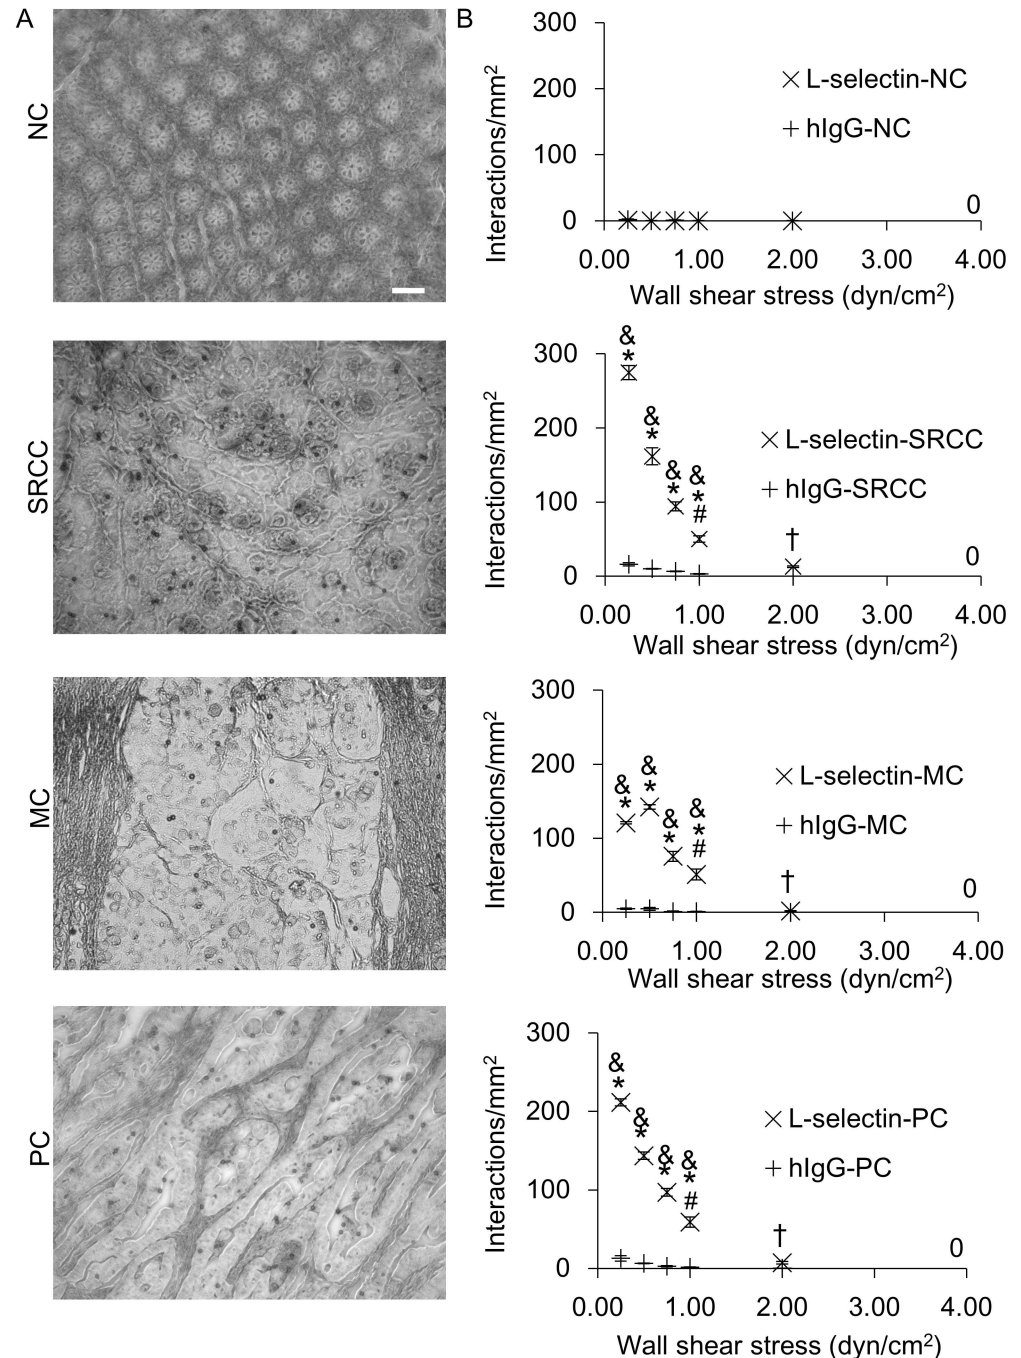 A
B
NC
Interactions/mm2
300
200
100
0
L-selectin-NC
hIgG-NC
0
0.00 1.00 2.00 3.00 4.00
Wall shear stress (dyn/cm2)
SRCC
Interactions/mm2
300
200
100
0
&
*
&
*
&
*
&
*
#
†
L-selectin-SRCC
hIgG-SRCC
0
0.00 1.00 2.00 3.00 4.00
Wall shear stress (dyn/cm2)
MC
Interactions/mm2
300
200
100
0
&
*
&
*
&
*
&
*
#
†
L-selectin-MC
hIgG-MC
0
0.00 1.00 2.00 3.00 4.00
Wall shear stress (dyn/cm2)
PC
Interactions/mm2
300
200
100
0
&
*
&
*
&
*
&
*
#
†
L-selectin-PC
hIgG-PC
0
0.00 1.00 2.00 3.00 4.00
Wall shear stress (dyn/cm2)